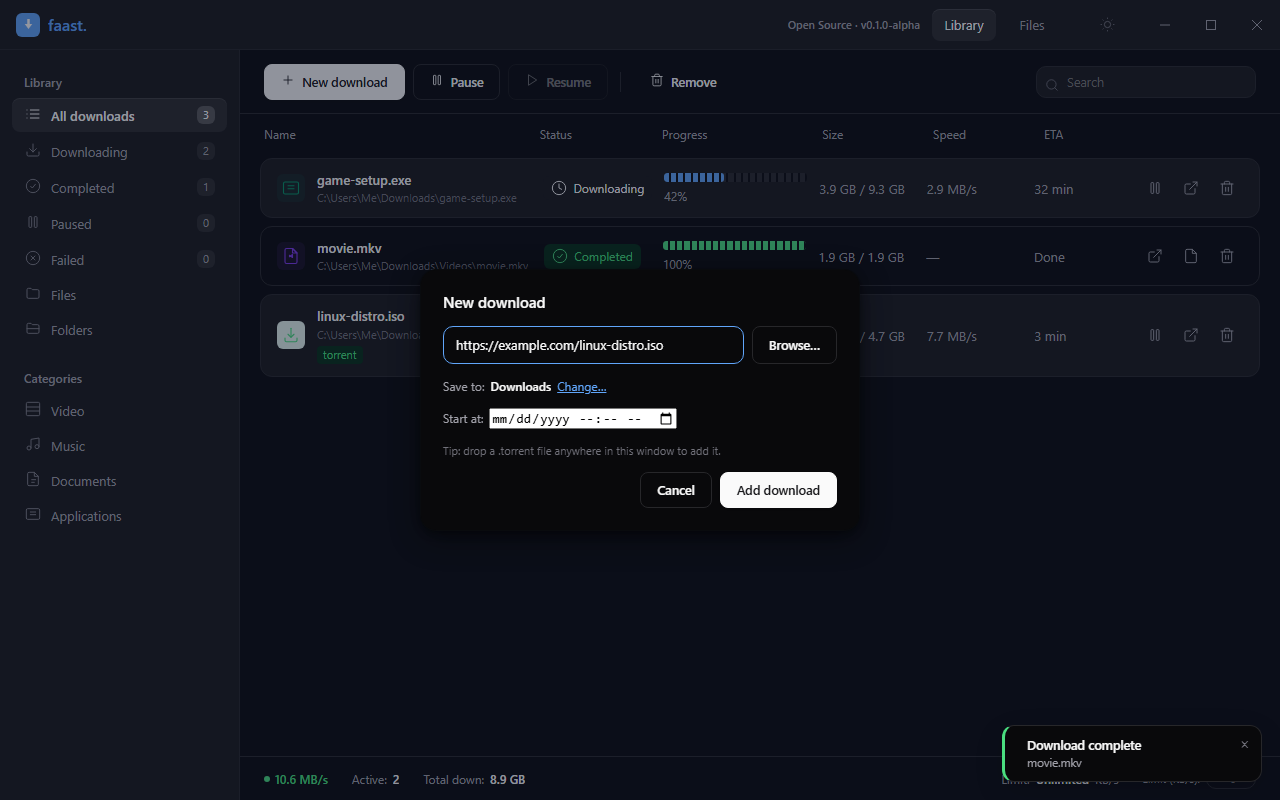 faast.
Open Source · v0.1.0-alpha
Library
Files
Library
All downloads 3
Downloading 2
Completed 1
Paused 0
Failed 0
Files
Folders
Categories
Video
Music
Documents
Applications
New download
Pause
Resume
Remove
Search
Name Status Progress Size Speed ETA
game-setup.exe
C:\Users\Me\Downloads\game-setup.exe
Downloading
42%
3.9 GB / 9.3 GB 2.9 MB/s 32 min
movie.mkv
C:\Users\Me\Downloads\Videos\movie.mkv
Completed
100%
1.9 GB / 1.9 GB — Done
linux-distro.iso
C:\Users\Me\Downlo
torrent
/ 4.7 GB 7.7 MB/s 3 min
New download
https://example.com/linux-distro.iso
Browse...
Save to: Downloads Change...
Start at: mm/dd/yyyy --:-- --
Tip: drop a .torrent file anywhere in this window to add it.
Cancel
Add download
10.6 MB/s Active: 2 Total down: 8.9 GB
Download complete
movie.mkv